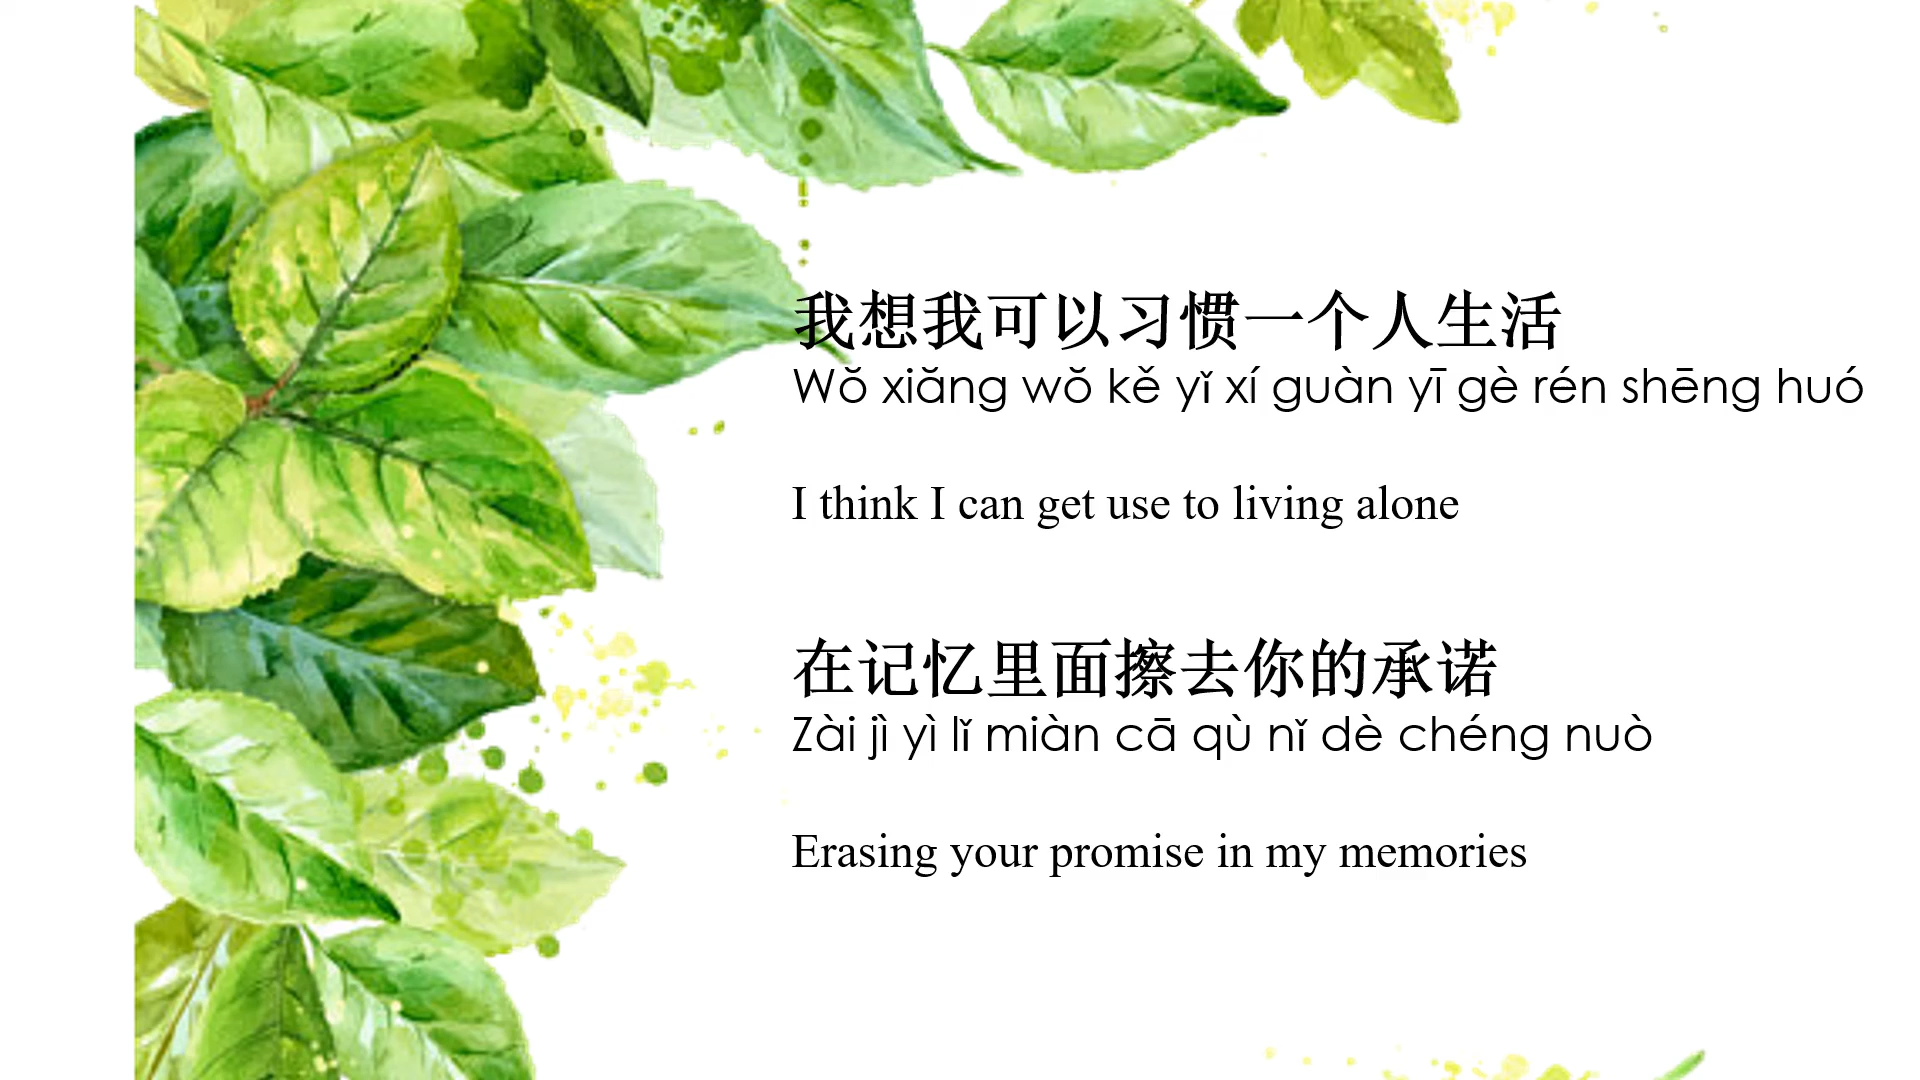 我想我可以习惯一个人生活
Wǒ xiǎng wǒ kě yǐ xí guàn yī gè rén shēng huó
I think I can get use to living alone
在记忆里面擦去你的承诺
Zài jì yì lǐ miàn cā qù nǐ dè chéng nuò
Erasing your promise in my memories